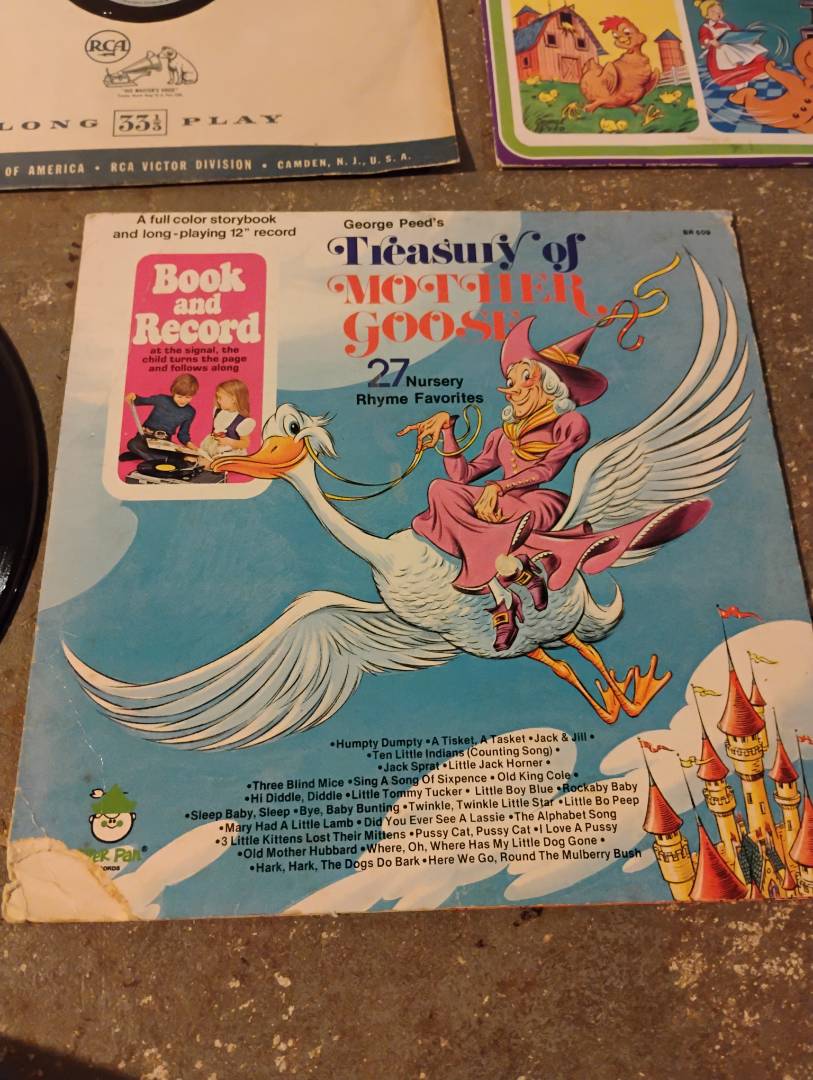 RCA
"HIS MASTER'S VOICE"
LONG 33⅓ PLAY
OF AMERICA • RCA VICTOR DIVISION • CAMDEN, N. J., U. S. A.
A full color storybook
and long-playing 12" record
Book
and
Record
at the signal, the
child turns the page
and follows along
George Peed's
Treasury of
MOTHER
GOOSE
27 Nursery
Rhyme Favorites
BR 509
•Humpty Dumpty •A Tisket, A Tasket •Jack & Jill •
•Ten Little Indians (Counting Song) •
•Jack Sprat •Little Jack Horner •
•Three Blind Mice •Sing A Song Of Sixpence • Old King Cole •
•Hi Diddle, Diddle •Little Tommy Tucker • Little Boy Blue •Rockaby Baby
•Sleep Baby, Sleep •Bye, Baby Bunting •Twinkle, Twinkle Little Star •Little Bo Peep
•Mary Had A Little Lamb • Did You Ever See A Lassie •The Alphabet Song
•3 Little Kittens Lost Their Mittens •Pussy Cat, Pussy Cat •I Love A Pussy
•Old Mother Hubbard •Where, Oh, Where Has My Little Dog Gone •
•Hark, Hark, The Dogs Do Bark •Here We Go, Round The Mulberry Bush
Pan